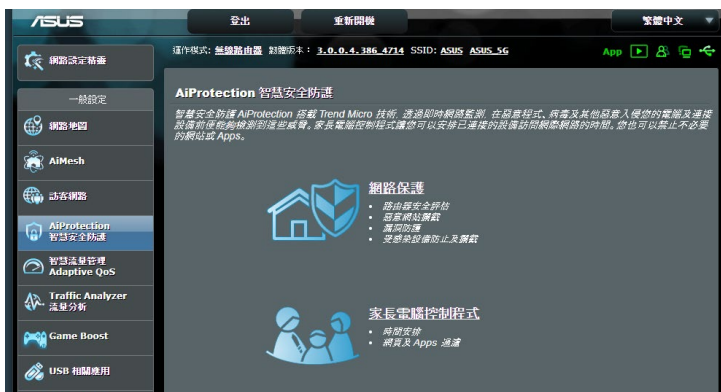 ASUS 登出 重新開機 繁體中文
運作模式: 無線路由器 韌體版本: 3.0.0.4.386_4714 SSID: ASUS ASUS_5G App
網路設定精靈
一般設定
網路地圖
AiMesh
訪客網路
AiProtection
智慧安全防護
智慧流量管理
Adaptive QoS
Traffic Analyzer
流量分析
Game Boost
USB 相關應用
AiProtection 智慧安全防護
智慧安全防護 AiProtection 搭載 Trend Micro 技術, 透過即時網路監測, 在惡意程式、病毒及其他惡意入侵您的電腦及連接
設備前便能夠檢測到這些威脅。家長電腦控制程式讓您可以安排已連接的設備訪問網際網路的時間。您也可以禁止不必要
的網站或 Apps。
網路保護
• 路由器安全評估
• 惡意網站攔截
• 漏洞防護
• 受感染設備防止及攔截
家長電腦控制程式
• 時間安排
• 網頁及 Apps 過濾